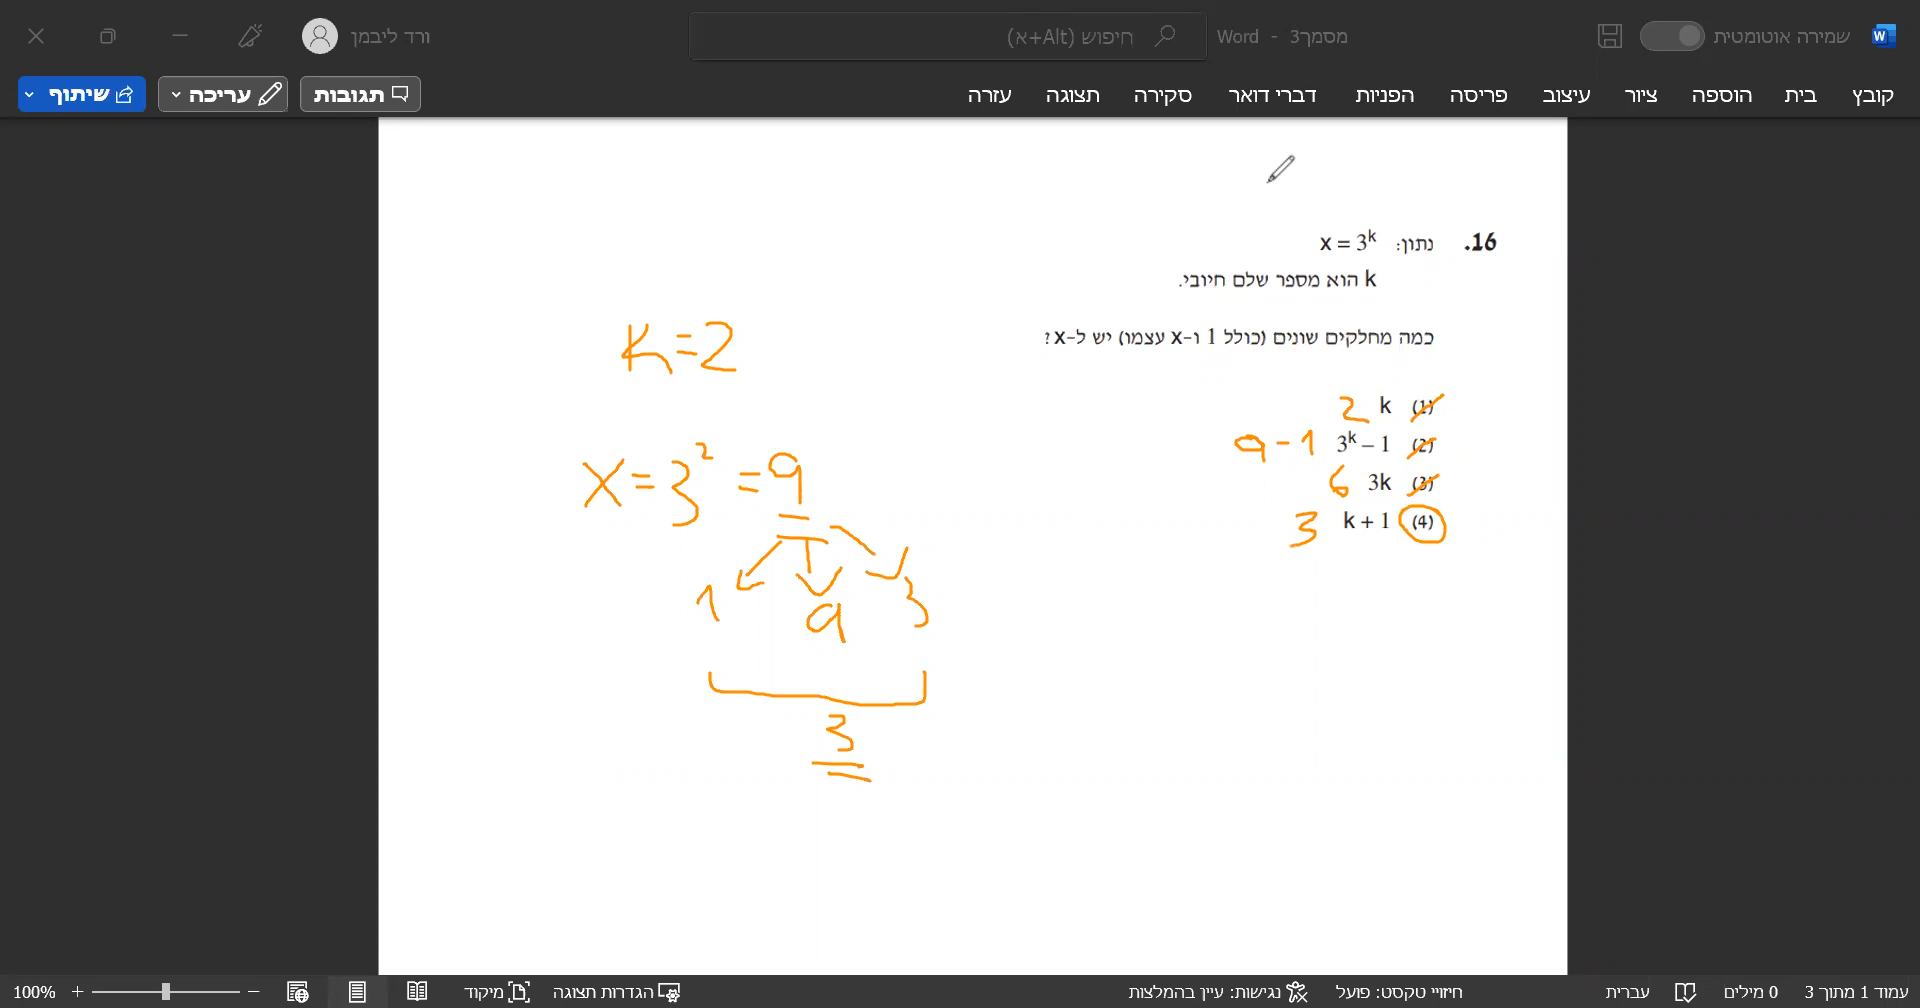 שמירה אוטומטית
מסמך3 - Word
חיפוש (Alt+א)
ורד ליבמן
קובץ בית הוספה ציור עיצוב פריסה הפניות דברי דואר סקירה תצוגה עזרה
תגובות עריכה שיתוף
16. נתון: x = 3^k
k הוא מספר שלם חיובי.
כמה מחלקים שונים (כולל 1 ו-x עצמו) יש ל-x?
(1) k 2
(2) 3^k – 1 9-1
(3) 3k 6
(4) k + 1 3
K=2
X=3^2=9
1 9 3
3
עמוד 1 מתוך 3 0 מילים עברית חיזוי טקסט: פועל נגישות: עיין בהמלצות הגדרות תצוגה מיקוד 100%